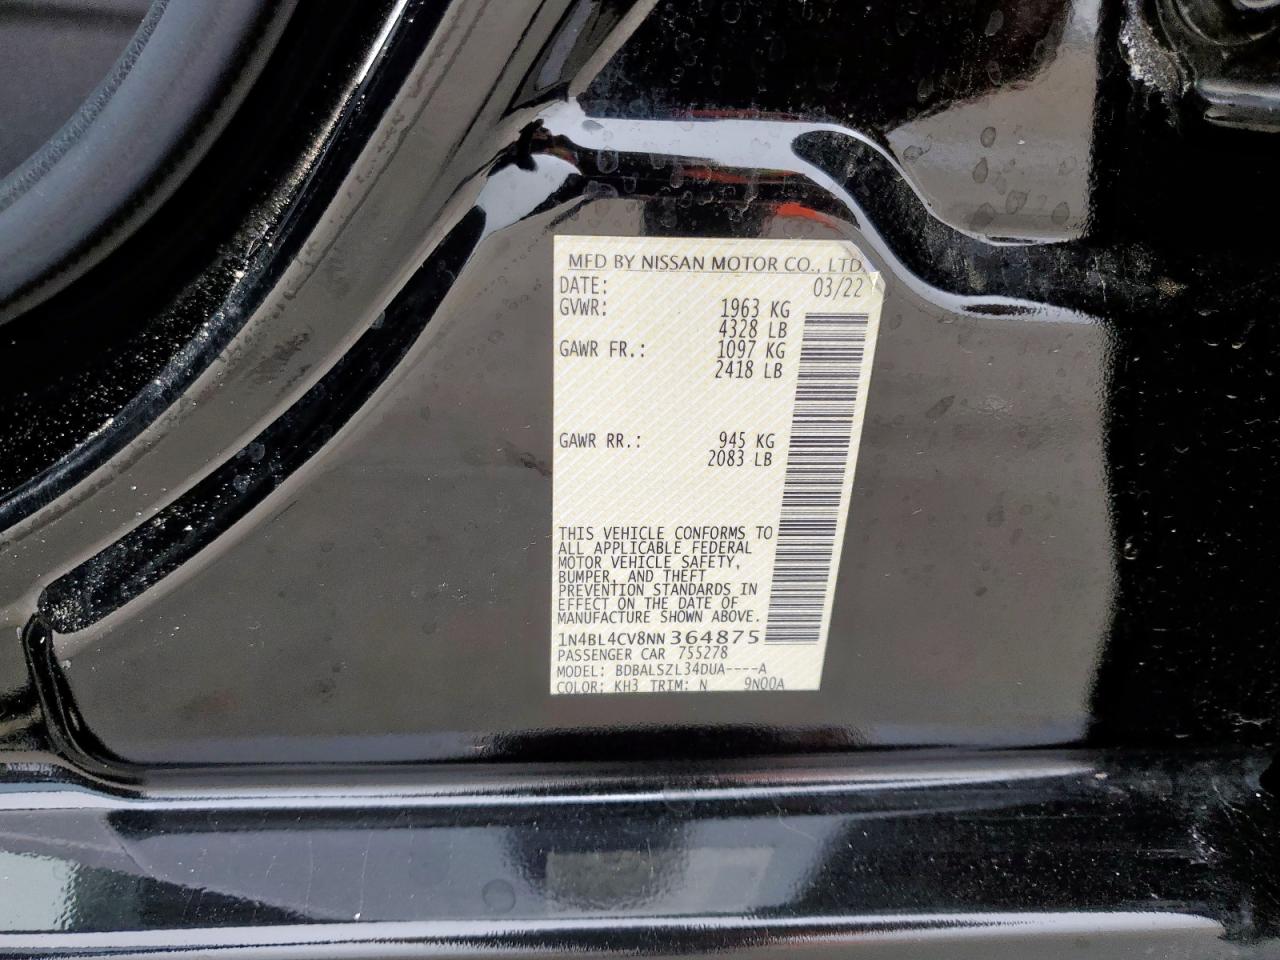 MFD BY NISSAN MOTOR CO., LTD.
DATE: 03/22
GVWR: 1963 KG
4328 LB
GAWR FR.: 1097 KG
2418 LB
GAWR RR.: 945 KG
2083 LB
THIS VEHICLE CONFORMS TO
ALL APPLICABLE FEDERAL
MOTOR VEHICLE SAFETY,
BUMPER, AND THEFT
PREVENTION STANDARDS IN
EFFECT ON THE DATE OF
MANUFACTURE SHOWN ABOVE.
1N4BL4CV8NN364875
PASSENGER CAR 755278
MODEL: BDBALSZL34DUA----A
COLOR: KH3 TRIM: N 9N00A